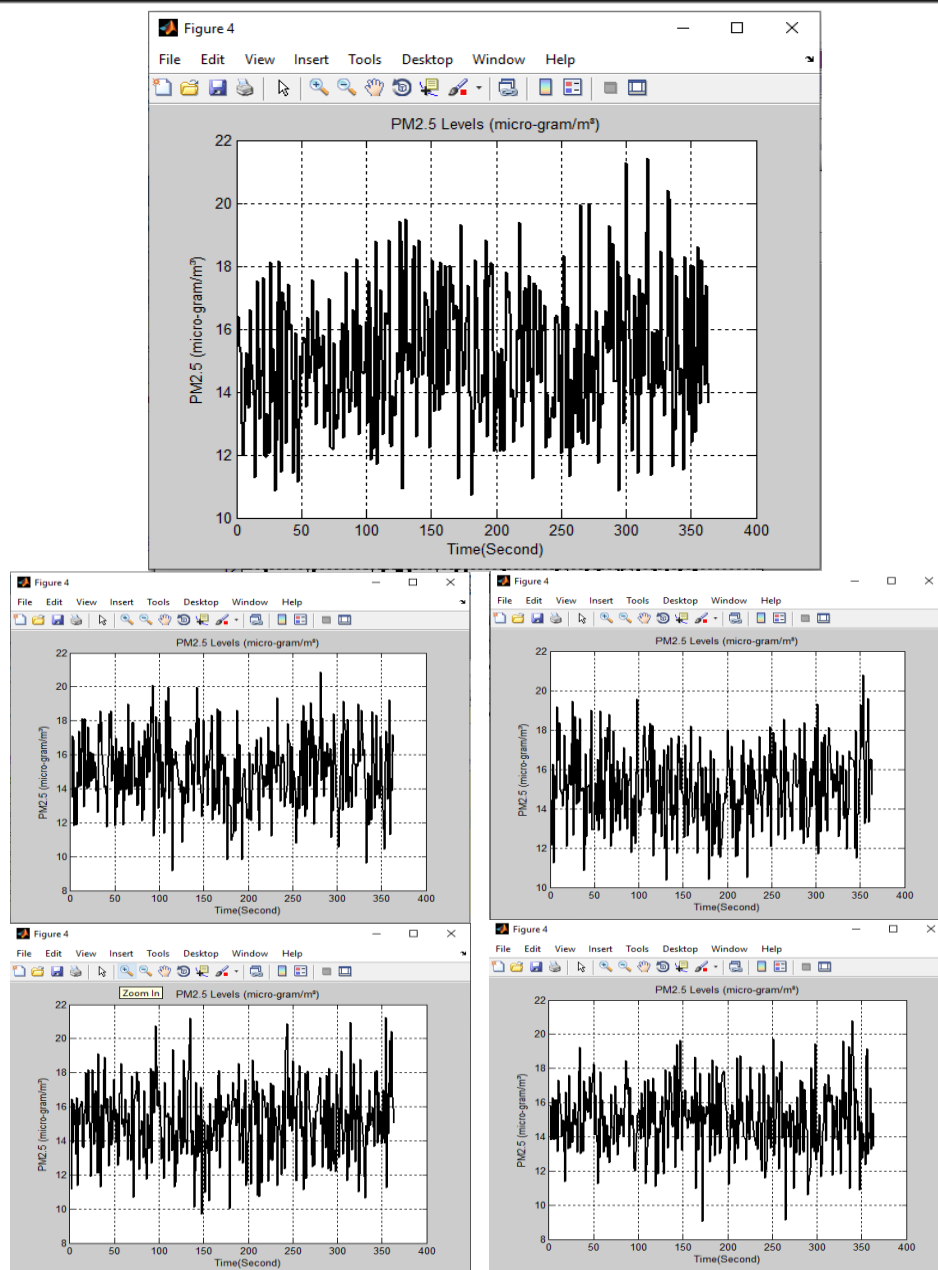 Figure 4
File Edit View Insert Tools Desktop Window Help
PM2.5 Levels (micro-gram/m³)
22
20
18
16
14
12
10
PM2.5 (micro-gram/m³)
0 50 100 150 200 250 300 350 400
Time(Second)
Figure 4
File Edit View Insert Tools Desktop Window Help
PM2.5 Levels (micro-gram/m³)
22
20
18
16
14
12
10
8
PM2.5 (micro-gram/m³)
0 50 100 150 200 250 300 350 400
Time(Second)
Figure 4
File Edit View Insert Tools Desktop Window Help
PM2.5 Levels (micro-gram/m³)
22
20
18
16
14
12
10
PM2.5 (micro-gram/m³)
0 50 100 150 200 250 300 350 400
Time(Second)
Figure 4
File Edit View Insert Tools Desktop Window Help
Zoom In
PM2.5 Levels (micro-gram/m³)
22
20
18
16
14
12
10
8
PM2.5 (micro-gram/m³)
0 50 100 150 200 250 300 350 400
Time(Second)
Figure 4
File Edit View Insert Tools Desktop Window Help
PM2.5 Levels (micro-gram/m³)
22
20
18
16
14
12
10
8
PM2.5 (micro-gram/m³)
0 50 100 150 200 250 300 350 400
Time(Second)